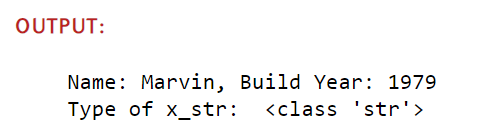 OUTPUT:
Name: Marvin, Build Year: 1979
Type of x_str:  <class 'str'>